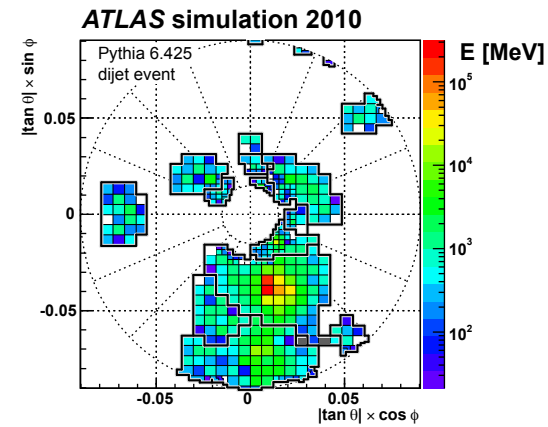 ATLAS simulation 2010
Pythia 6.425
dijet event
E [MeV]
|tan θ| × sin ϕ
0.05
0
-0.05
-0.05
0
0.05
|tan θ| × cos ϕ
10⁵
10⁴
10³
10²